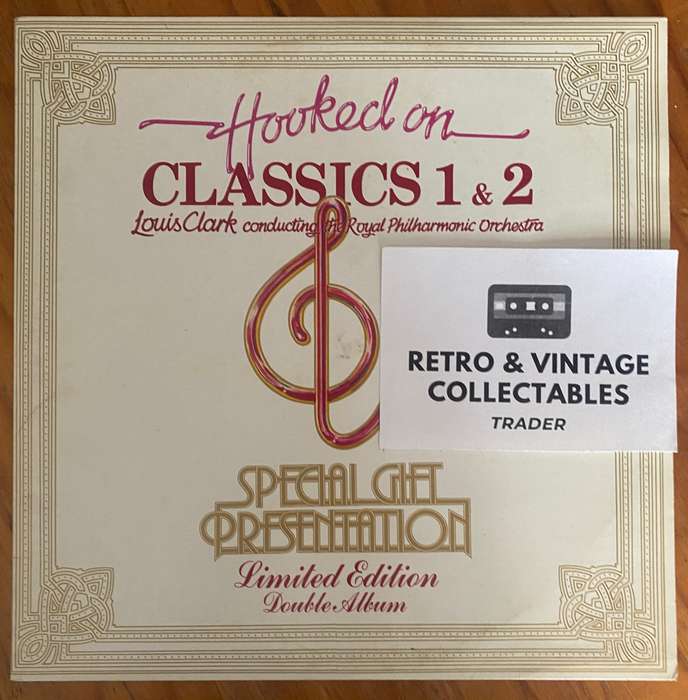 Hooked on
CLASSICS 1 & 2
Louis Clark conducting the Royal Philharmonic Orchestra
RETRO & VINTAGE
COLLECTABLES
TRADER
SPECIAL GIFT
PRESENTATION
Limited Edition
Double Album